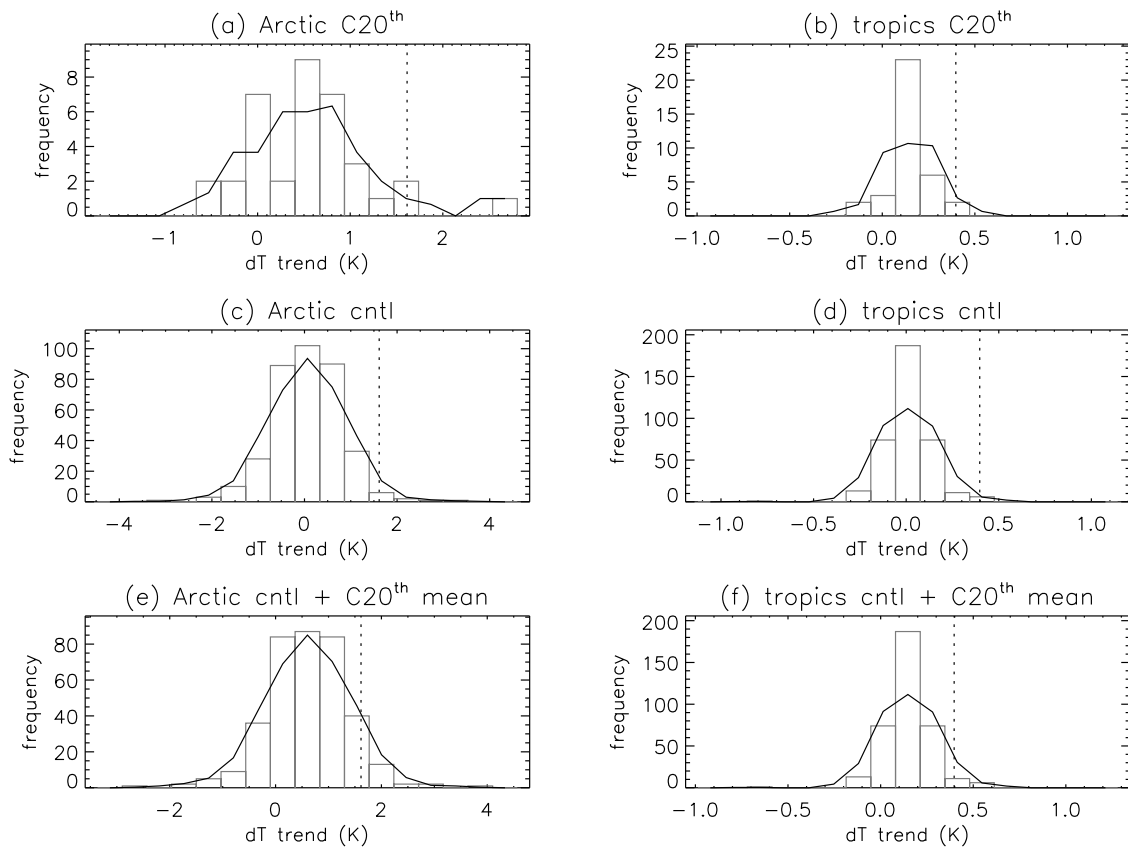 (a) Arctic C20th
frequency
8
6
4
2
0
−1 0 1 2
dT trend (K)
(b) tropics C20th
frequency
25
20
15
10
5
0
−1.0 −0.5 0.0 0.5 1.0
dT trend (K)
(c) Arctic cntl
frequency
100
80
60
40
20
0
−4 −2 0 2 4
dT trend (K)
(d) tropics cntl
frequency
200
150
100
50
0
−1.0 −0.5 0.0 0.5 1.0
dT trend (K)
(e) Arctic cntl + C20th mean
frequency
80
60
40
20
0
−2 0 2 4
dT trend (K)
(f) tropics cntl + C20th mean
frequency
200
150
100
50
0
−1.0 −0.5 0.0 0.5 1.0
dT trend (K)